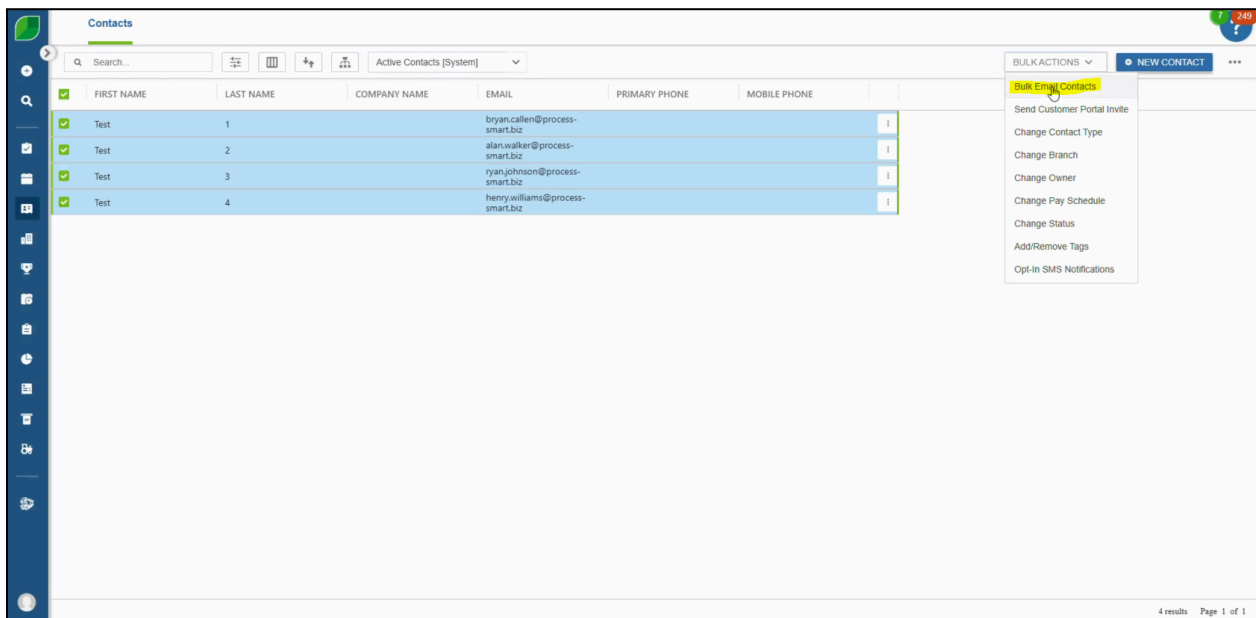 Contacts
7 249
?
Search...
Active Contacts [System]
BULK ACTIONS
NEW CONTACT
FIRST NAME LAST NAME COMPANY NAME EMAIL PRIMARY PHONE MOBILE PHONE
Test 1 bryan.callen@process-
smart.biz
Test 2 alan.walker@process-
smart.biz
Test 3 ryan.johnson@process-
smart.biz
Test 4 henry.williams@process-
smart.biz
Bulk Email Contacts
Send Customer Portal Invite
Change Contact Type
Change Branch
Change Owner
Change Pay Schedule
Change Status
Add/Remove Tags
Opt-In SMS Notifications
4 results Page 1 of 1